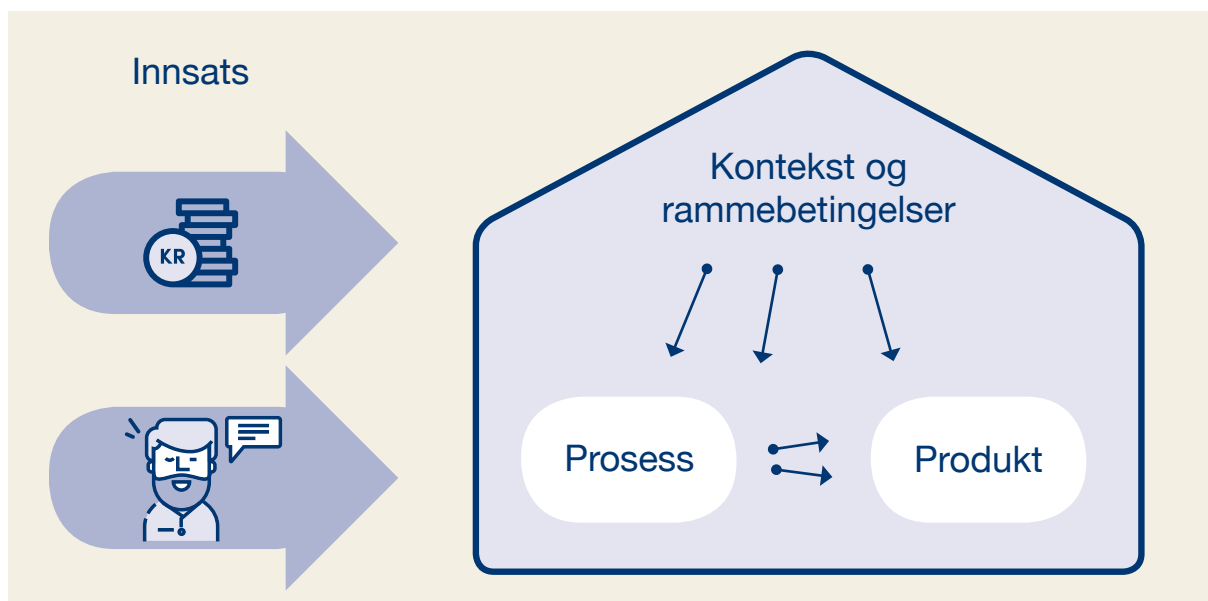 Innsats
Kontekst og
rammebetingelser
KR
Prosess
Produkt